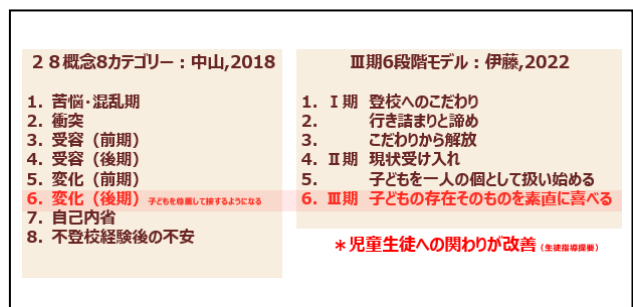 28概念8カテゴリー：中山,2018
1. 苦悩・混乱期
2. 衝突
3. 受容（前期）
4. 受容（後期）
5. 変化（前期）
6. 変化（後期）子どもを尊重して接するようになる
7. 自己内省
8. 不登校経験後の不安
Ⅲ期6段階モデル：伊藤,2022
1. Ⅰ期 登校へのこだわり
2. 行き詰まりと諦め
3. こだわりから解放
4. Ⅱ期 現状受け入れ
5. 子どもを一人の個として扱い始める
6. Ⅲ期 子どもの存在そのものを素直に喜べる
＊児童生徒への関わりが改善（生徒指導提要）